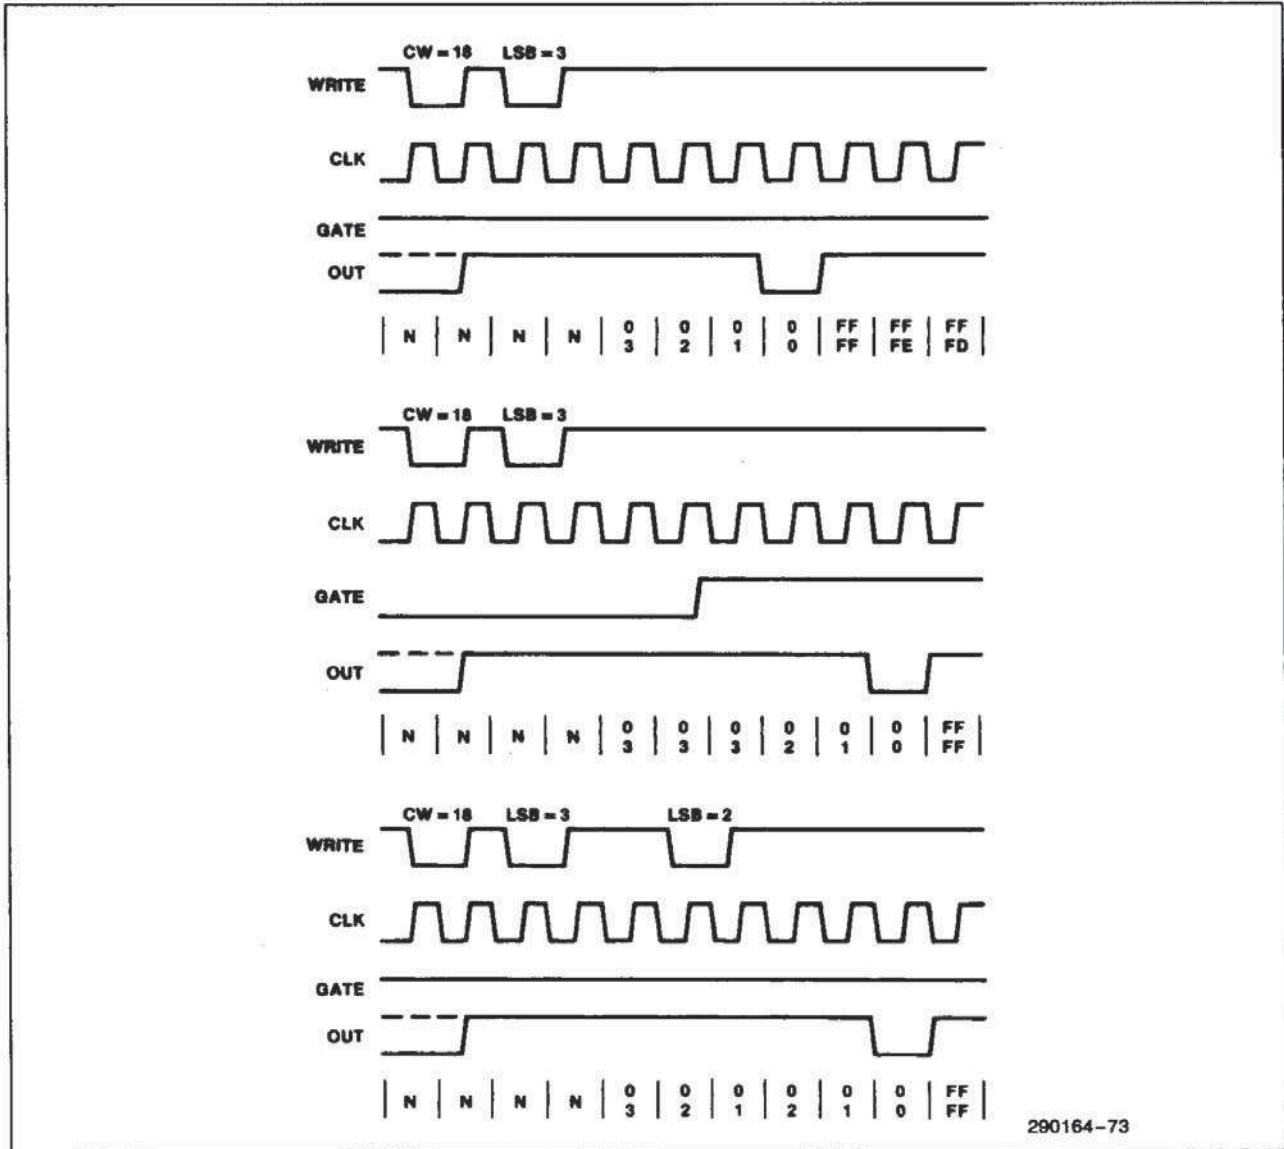 CW = 18 LSB = 3
WRITE
CLK
GATE
OUT
N N N N 0 0 0 0 FF FF FF
3 2 1 0 FF FE FD
CW = 18 LSB = 3
WRITE
CLK
GATE
OUT
N N N N 0 0 0 0 0 0 FF
3 3 3 2 1 0 FF
CW = 18 LSB = 3 LSB = 2
WRITE
CLK
GATE
OUT
N N N N 0 0 0 0 0 0 FF
3 2 1 2 1 0 FF
290164-73